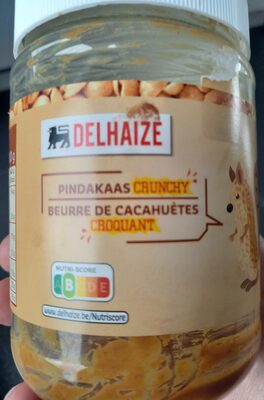 DELHAIZE
PINDAKAAS CRUNCHY
BEURRE DE CACAHUÈTES
CROQUANT
NUTRI-SCORE
A B C D E
www.delhaize.be/Nutriscore